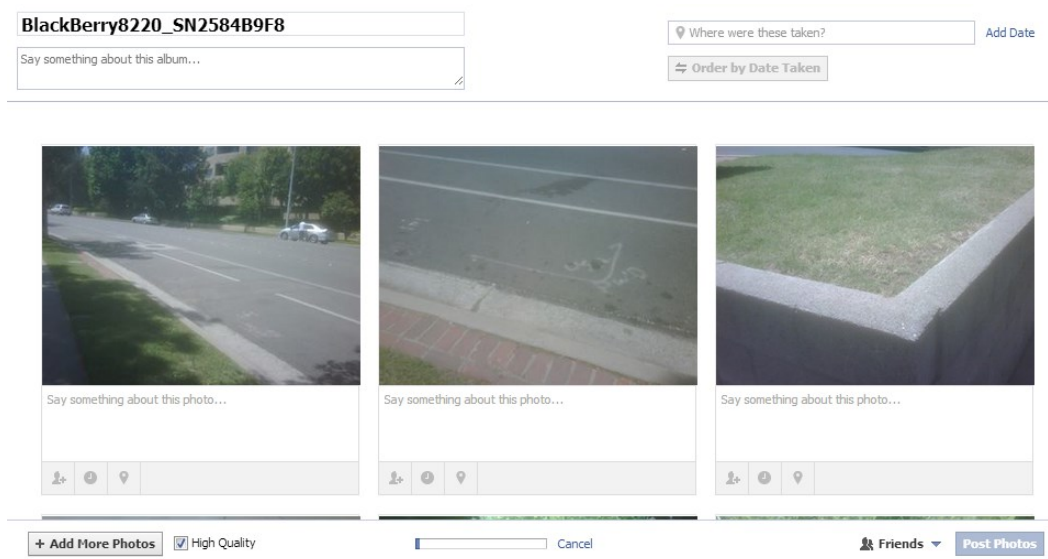 BlackBerry8220_SN2584B9F8
Where were these taken?
Add Date
Say something about this album...
Order by Date Taken
Say something about this photo...
Say something about this photo...
Say something about this photo...
+ Add More Photos
High Quality
Cancel
Friends
Post Photos